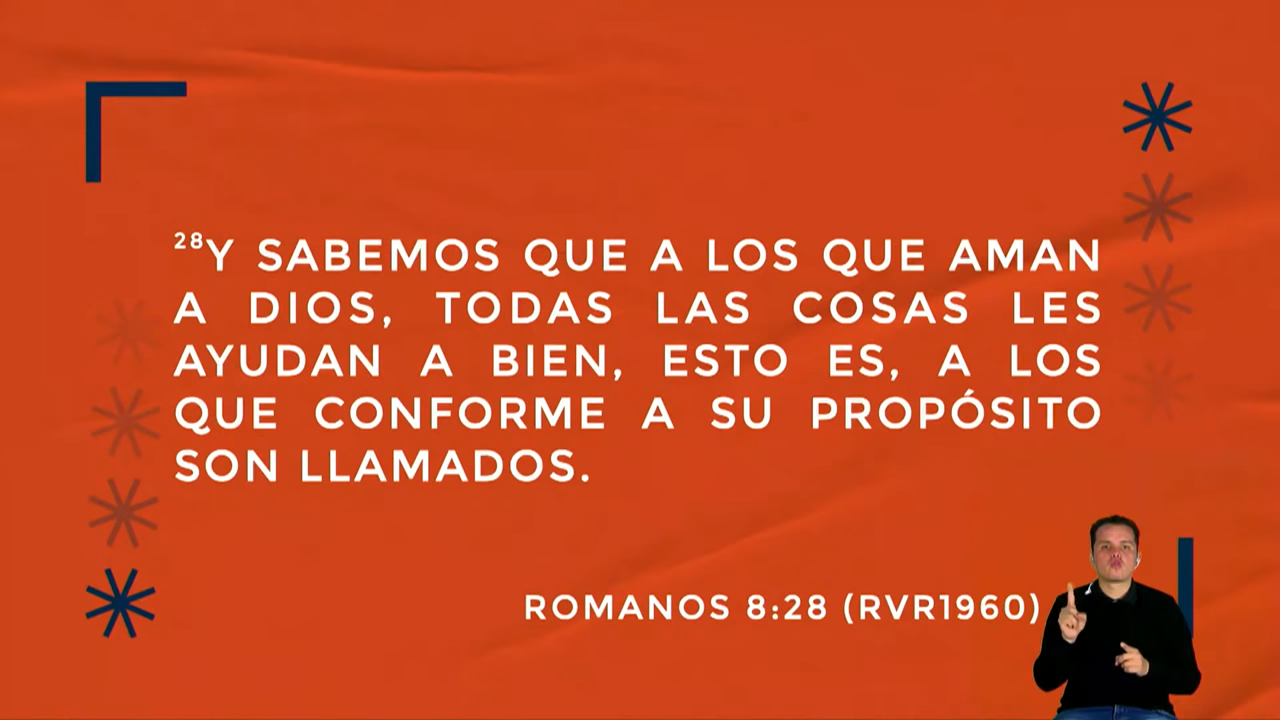 28Y SABEMOS QUE A LOS QUE AMAN
A DIOS, TODAS LAS COSAS LES
AYUDAN A BIEN, ESTO ES, A LOS
QUE CONFORME A SU PROPÓSITO
SON LLAMADOS.
ROMANOS 8:28 (RVR1960)